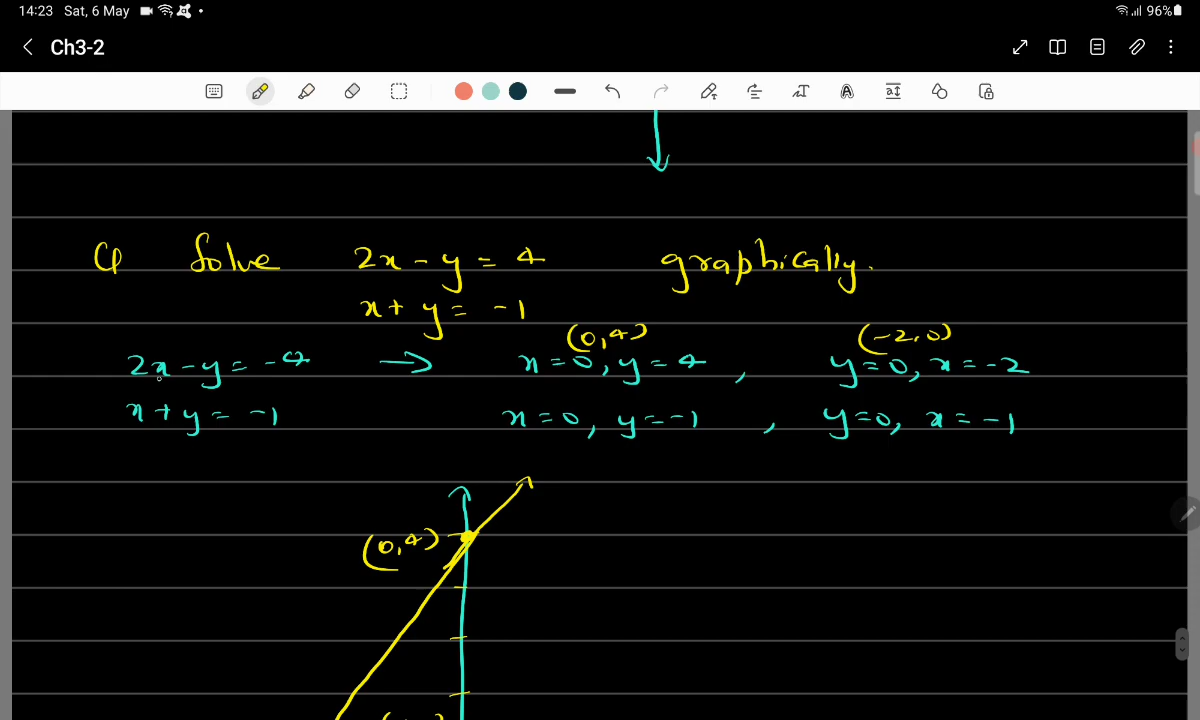 14:23 Sat, 6 May 96%
Ch3-2
Q Solve 2x - y = 4 graphically.
x + y = -1
(0,4) (-2,0)
2x - y = -4 → x=0, y=4 , y=0, x=-2
x + y = -1 x=0, y=-1 , y=0, x=-1
(0,4)